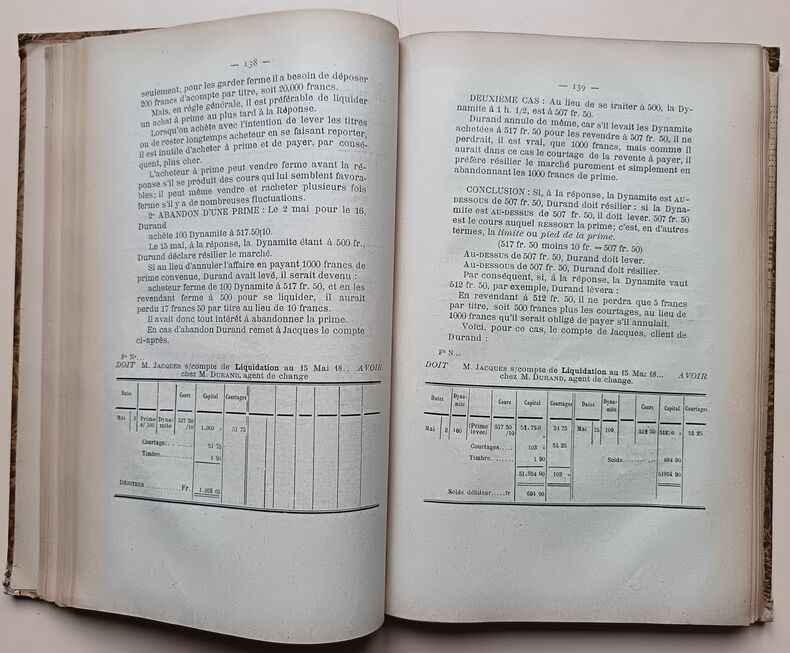 — 138 —
seulement; pour les garder ferme il a besoin de déposer
200 francs d'acompte par titre, soit 20,000 francs.
Mais, en règle générale, il est préférable de liquider
un achat à prime au plus tard à la Réponse.
Lorsqu'on achète avec l'intention de lever les titres
ou de rester longtemps acheteur en se faisant reporter,
il est inutile d'acheter à prime et de payer, par consé-
quent, plus cher.
L'acheteur à prime peut vendre ferme avant la ré-
ponse s'il se produit des cours qui lui semblent favora-
bles; il peut même vendre et racheter plusieurs fois
ferme s'il y a de nombreuses fluctuations.
2º ABANDON D'UNE PRIME : Le 2 mai pour le 16,
Durand
achète 100 Dynamite à 517.50|10.
Le 15 mai, à la réponse, la Dynamite étant à 500 fr.,
Durand déclare résilier le marché.
Si au lieu d'annuler l'affaire en payant 1000 francs de
prime convenue, Durand avait levé, il serait devenu :
acheteur ferme de 100 Dynamite à 517 fr. 50, et en les
revendant ferme à 500 pour se liquider, il aurait
perdu 17 francs 50 par titre au lieu de 10 francs.
Il avait donc tout intérêt à abandonner la prime.
En cas d'abandon Durand remet à Jacques le compte
ci-après.
Fº Nº...
DOIT M. JACQUES s/compte de Liquidation au 15 Mai 18.. AVOIR
chez M. DURAND, agent de change
Dates Cours Capital Courtages
Mai 2 Prime d/100 Dyna-mite 517 50 /10 1.000 » 51 75
Courtage........ 51 75
Timbre.......... 1 90
DÉBITEUR ........ Fr. 1.053 65
— 139 —
DEUXIÈME CAS : Au lieu de se traiter à 500, la Dy-
namite à 1 h. 1/2, est à 507 fr. 50.
Durand annule de même, car s'il levait les Dynamite
achetées à 517 fr. 50 pour les revendre à 507 50, il ne
perdrait, il est vrai, que 1000 francs, mais comme il
aurait dans ce cas le courtage de la revente à payer, il
préfère résilier le marché purement et simplement en
abandonnant les 1000 francs de prime.
CONCLUSION : Si, à la réponse, la Dynamite est AU-
DESSOUS de 507 fr. 50, Durand doit résilier : si la Dyna-
mite est AU-DESSUS de 507 fr. 50, il doit lever. 507 fr. 50
est le cours auquel RESSORT la prime; c'est, en d'autres
termes, la limite ou pied de la prime.
(517 fr. 50 moins 10 fr. = 507 fr. 50)
AU-DESSUS de 507 fr. 50, Durand doit lever.
AU-DESSOUS de 507 fr. 50, Durand doit résilier.
Par conséquent, si, à la réponse, la Dynamite vaut
512 fr. 50, par exemple, Durand lèvera :
En revendant à 512 fr. 50, il ne perdra que 5 francs
par titre, soit 500 francs plus les courtages, au lieu de
1000 francs qu'il serait obligé de payer s'il annulait.
Voici, pour ce cas, le compte de Jacques, client de
Durand :
Fº N...
DOIT M. JACQUES s/compte de Liquidation au 15 Mai 18... AVOIR
chez M. DURAND, agent de change.
Dates Dyna-mite Cours Capital Courtages Dates Dyna-mite Cours Capital Courtages
Mai 2 100 (Prime levée) 517 50 /10 51.750 » 51 75 Mai 15 100 512 50 51250 » 51 25
Courtages..... 103 » 51.25
Timbre........ 1 90 Solde........ 604 90
51.854 90 103 » 51854 90
Solde débiteur.....fr 604 90